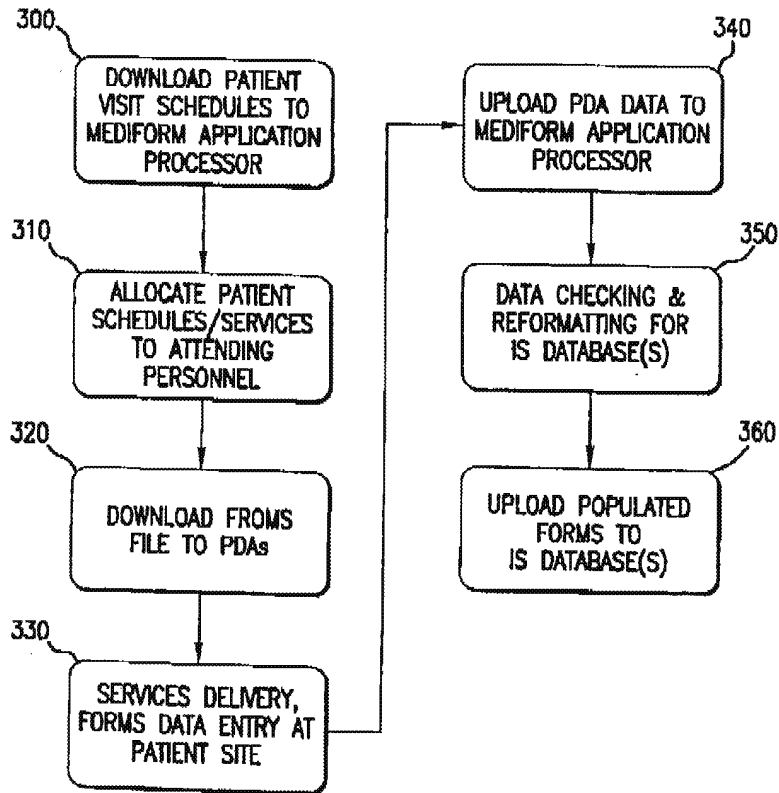 300
DOWNLOAD PATIENT
VISIT SCHEDULES TO
MEDIFORM APPLICATION
PROCESSOR
310
ALLOCATE PATIENT
SCHEDULES/SERVICES
TO ATTENDING
PERSONNEL
320
DOWNLOAD FROMS
FILE TO PDAs
330
SERVICES DELIVERY,
FORMS DATA ENTRY AT
PATIENT SITE
340
UPLOAD PDA DATA TO
MEDIFORM APPLICATION
PROCESSOR
350
DATA CHECKING &
REFORMATTING FOR
IS DATABASE(S)
360
UPLOAD POPULATED
FORMS TO
IS DATABASE(S)